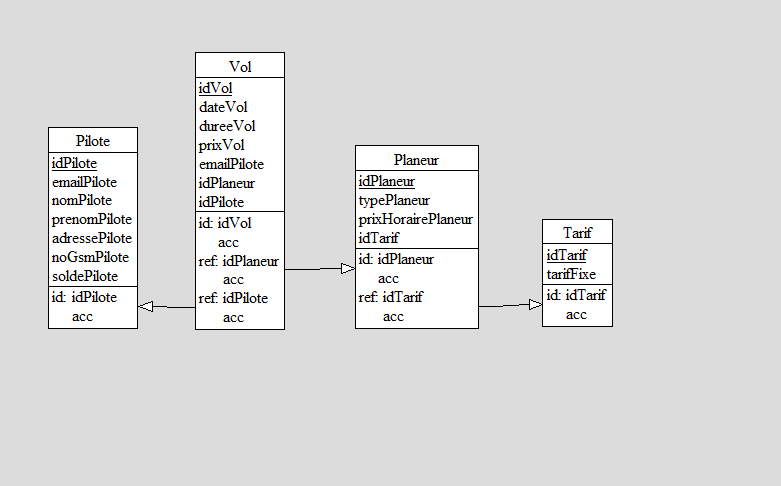 Pilote
idPilote
emailPilote
nomPilote
prenomPilote
adressePilote
noGsmPilote
soldePilote
id: idPilote
acc
Vol
idVol
dateVol
dureeVol
prixVol
emailPilote
idPlaneur
idPilote
id: idVol
acc
ref: idPlaneur
acc
ref: idPilote
acc
Planeur
idPlaneur
typePlaneur
prixHorairePlaneur
idTarif
id: idPlaneur
acc
ref: idTarif
acc
Tarif
idTarif
tarifFixe
id: idTarif
acc